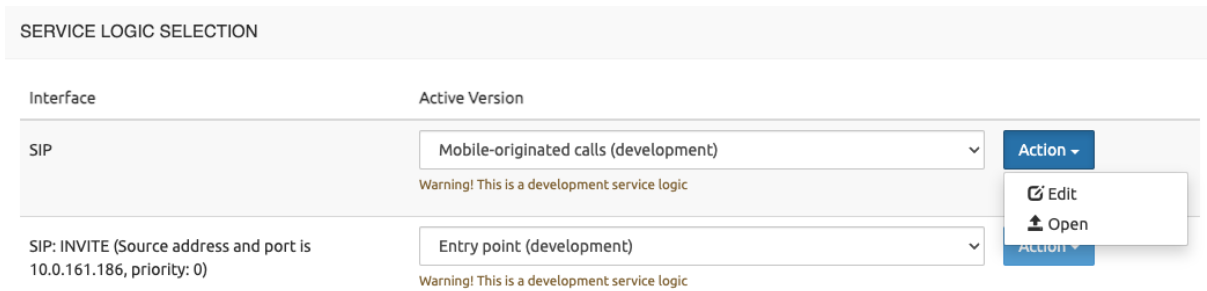 SERVICE LOGIC SELECTION
Interface Active Version
SIP Mobile-originated calls (development) Action
Warning! This is a development service logic
Edit
Open
SIP: INVITE (Source address and port is
10.0.161.186, priority: 0)
Entry point (development) Action
Warning! This is a development service logic